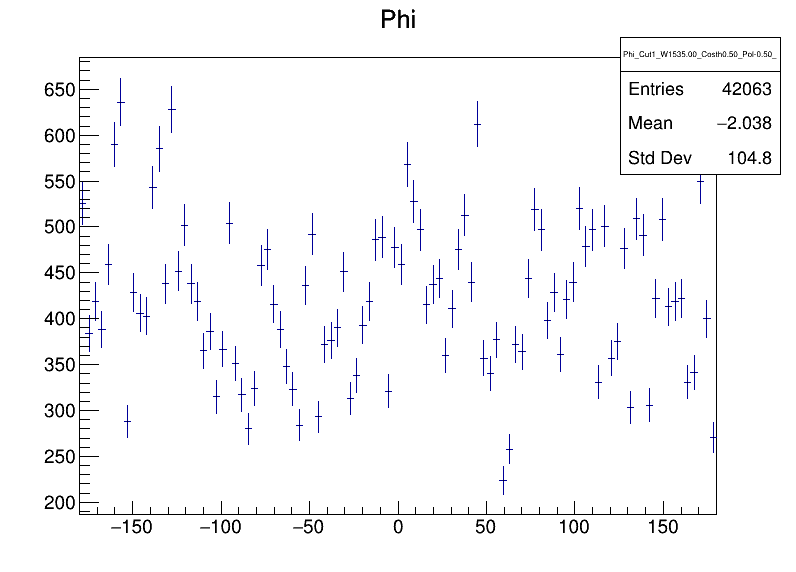 Phi
Phi_Cut1_W1535.00_Costh0.50_Pol-0.50_
Entries 42063
Mean −2.038
Std Dev 104.8
650
600
550
500
450
400
350
300
250
200
−150 −100 −50 0 50 100 150